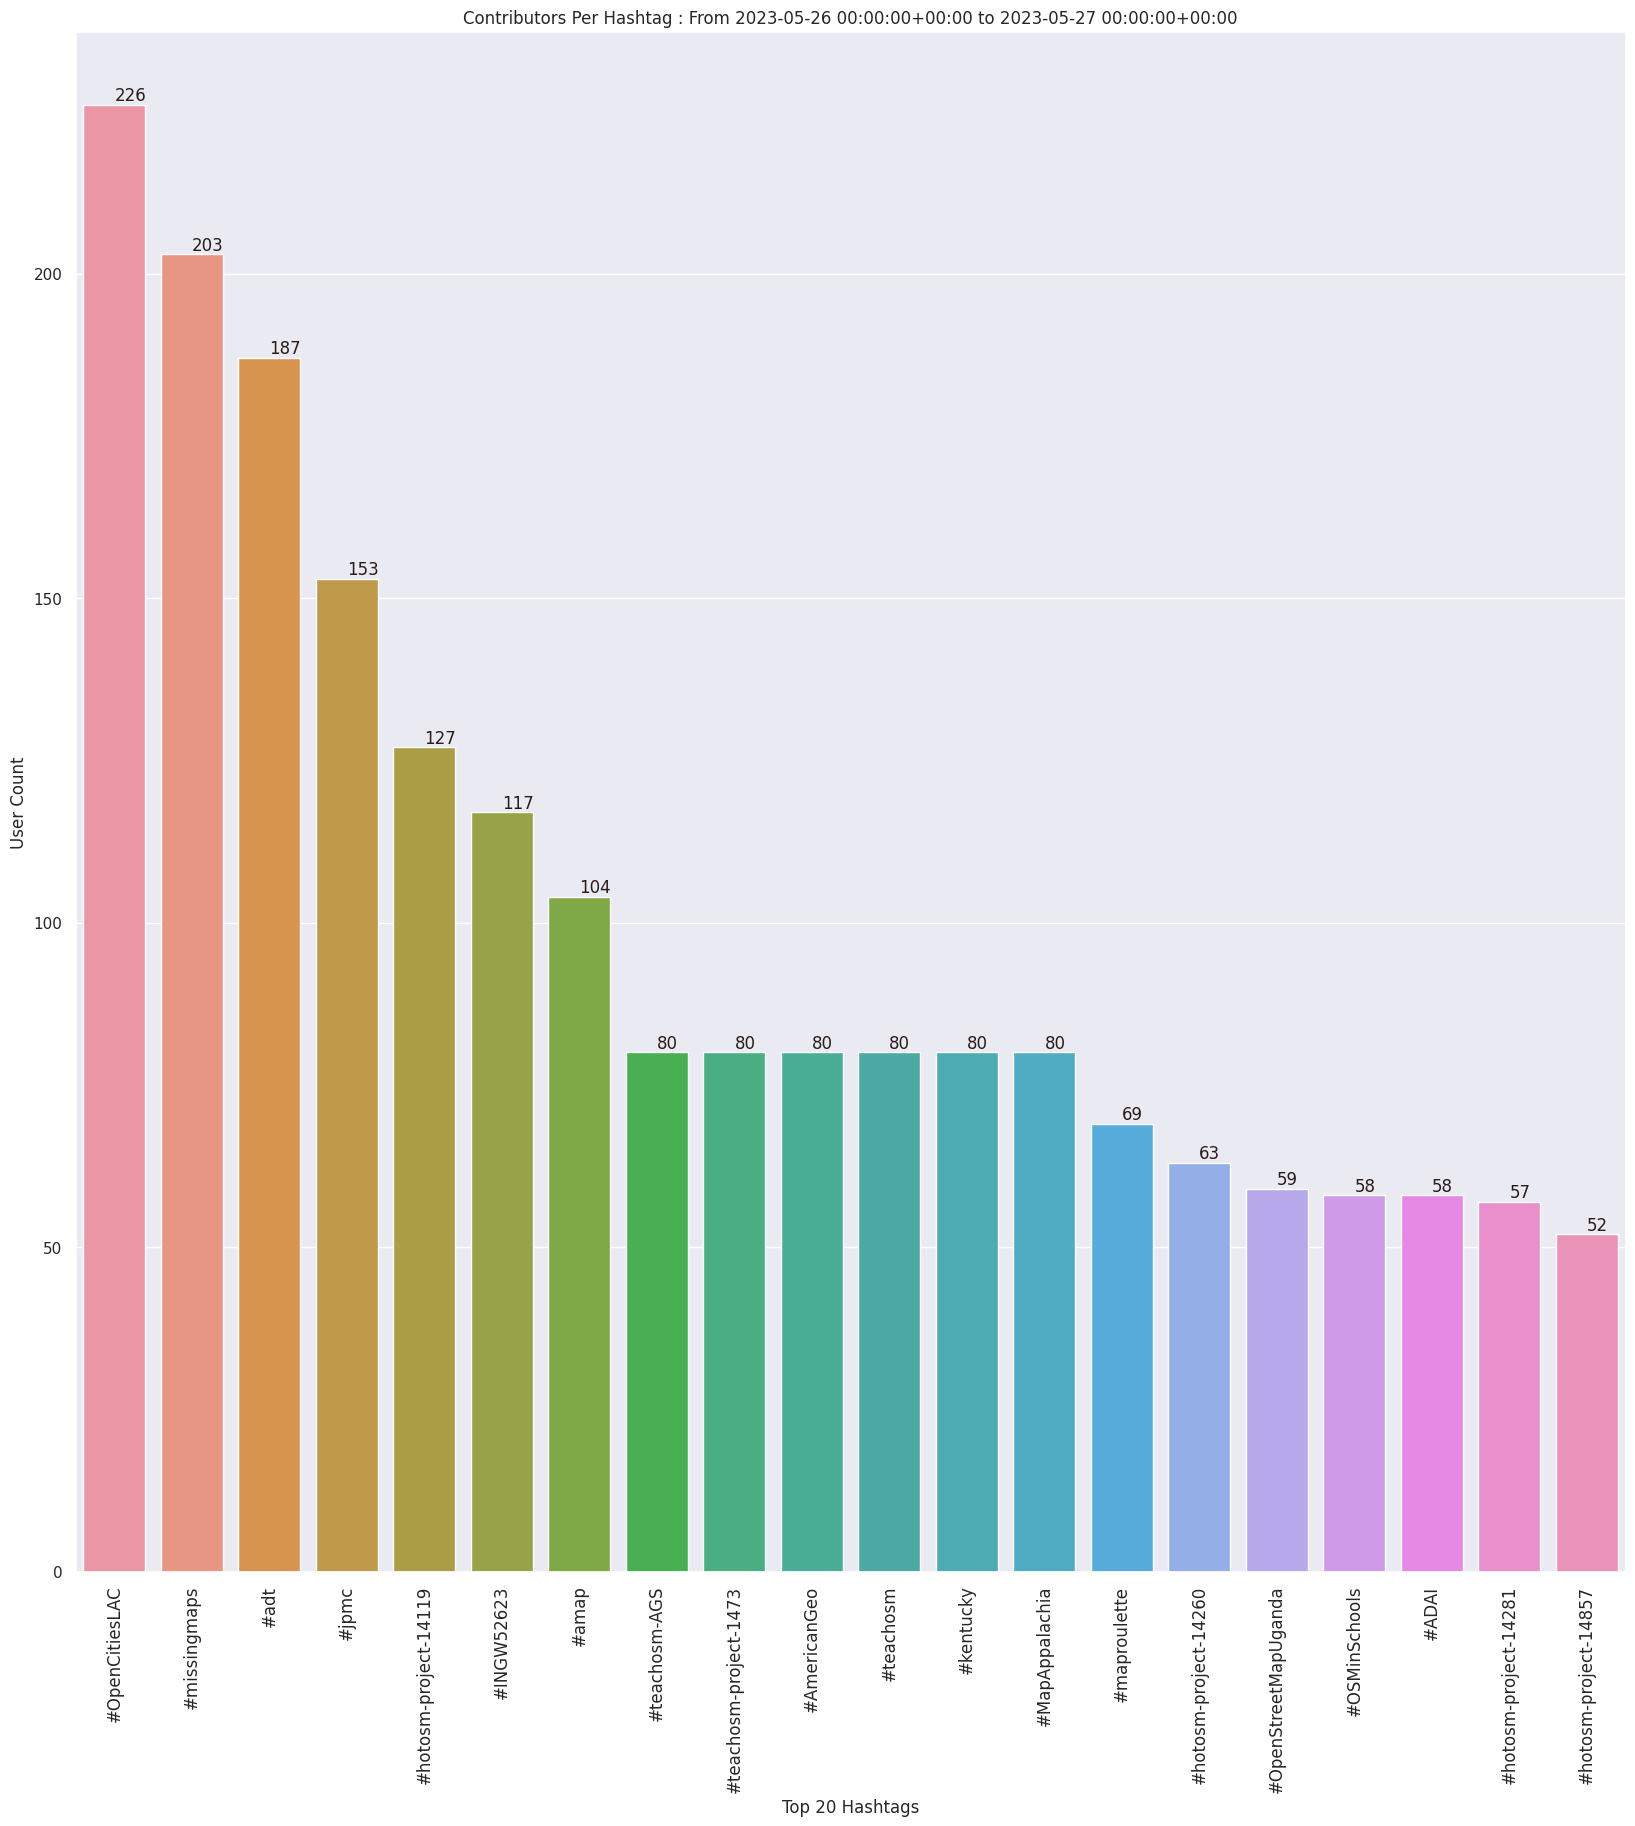 Contributors Per Hashtag : From 2023-05-26 00:00:00+00:00 to 2023-05-27 00:00:00+00:00
User Count
200
150
100
50
0
226
203
187
153
127
117
104
80
80
80
80
80
80
69
63
59
58
58
57
52
#OpenCitiesLAC
#missingmaps
#adt
#jpmc
#hotosm-project-14119
#INGW52623
#amap
#teachosm-AGS
#teachosm-project-1473
#AmericanGeo
#teachosm
#kentucky
#MapAppalachia
#maproulette
#hotosm-project-14260
#OpenStreetMapUganda
#OSMinSchools
#ADAI
#hotosm-project-14281
#hotosm-project-14857
Top 20 Hashtags